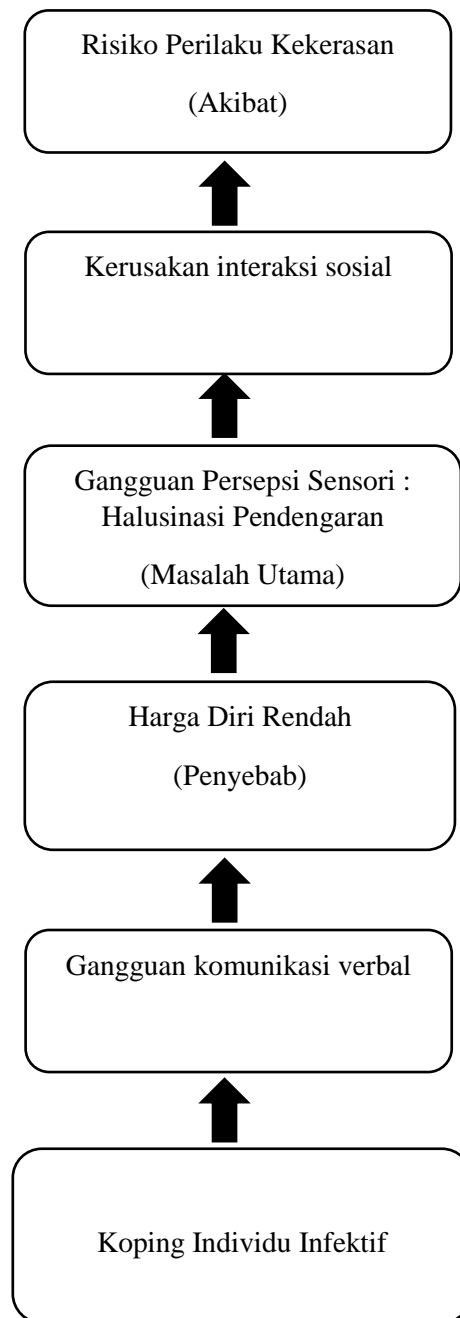 Risiko Perilaku Kekerasan
(Akibat)
Kerusakan interaksi sosial
Gangguan Persepsi Sensori :
Halusinasi Pendengaran
(Masalah Utama)
Harga Diri Rendah
(Penyebab)
Gangguan komunikasi verbal
Koping Individu Infektif